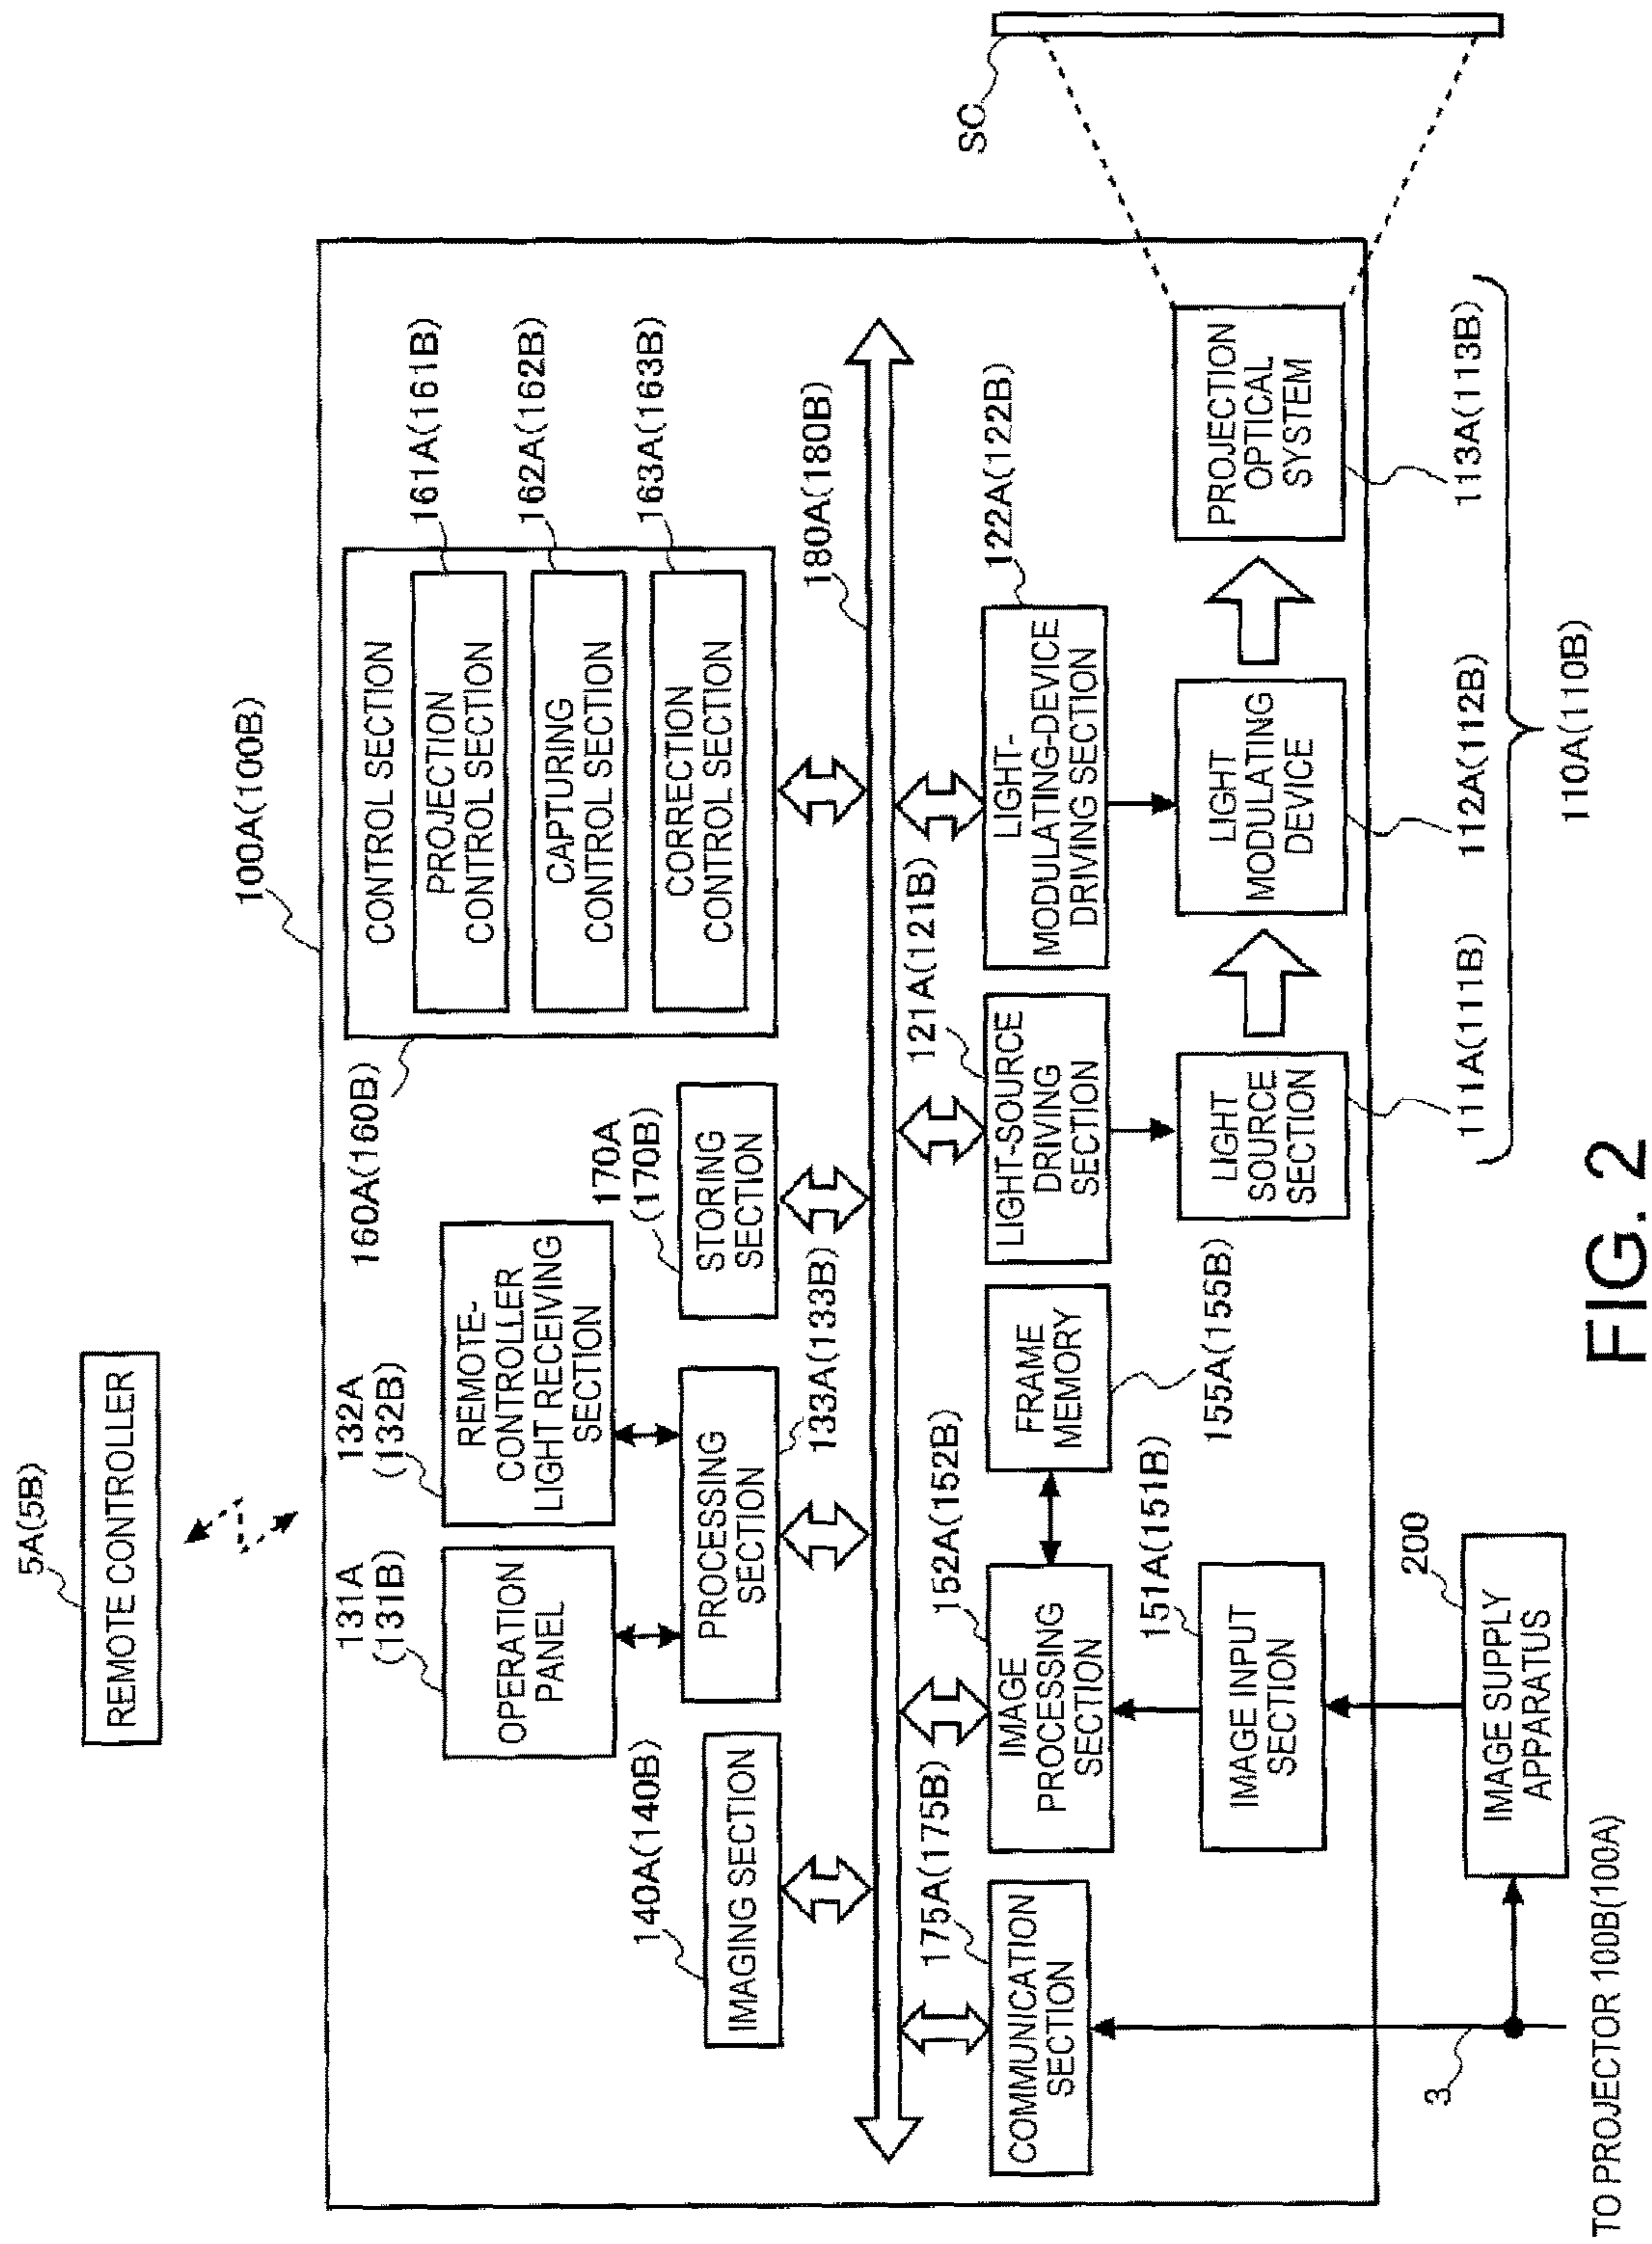 5A(5B)
REMOTE CONTROLLER
100A(100B)
131A
(131B)
OPERATION
PANEL
132A
(132B)
REMOTE-
CONTROLLER
LIGHT RECEIVING
SECTION
160A(160B)
CONTROL SECTION
PROJECTION
CONTROL SECTION
161A(161B)
CAPTURING
CONTROL SECTION
162A(162B)
CORRECTION
CONTROL SECTION
163A(163B)
140A(140B)
IMAGING SECTION
PROCESSING
SECTION
133A(133B)
170A
(170B)
STORING
SECTION
180A(180B)
175A(175B)
COMMUNICATION
SECTION
152A(152B)
IMAGE
PROCESSING
SECTION
FRAME
MEMORY
155A(155B)
121A(121B)
LIGHT-SOURCE
DRIVING
SECTION
122A(122B)
LIGHT-
MODULATING-DEVICE
DRIVING SECTION
SC
151A(151B)
IMAGE INPUT
SECTION
LIGHT
SOURCE
SECTION
LIGHT
MODULATING
DEVICE
PROJECTION
OPTICAL
SYSTEM
3
200
IMAGE SUPPLY
APPARATUS
111A(111B)
112A(112B)
113A(113B)
110A(110B)
TO PROJECTOR 100B(100A)
FIG. 2